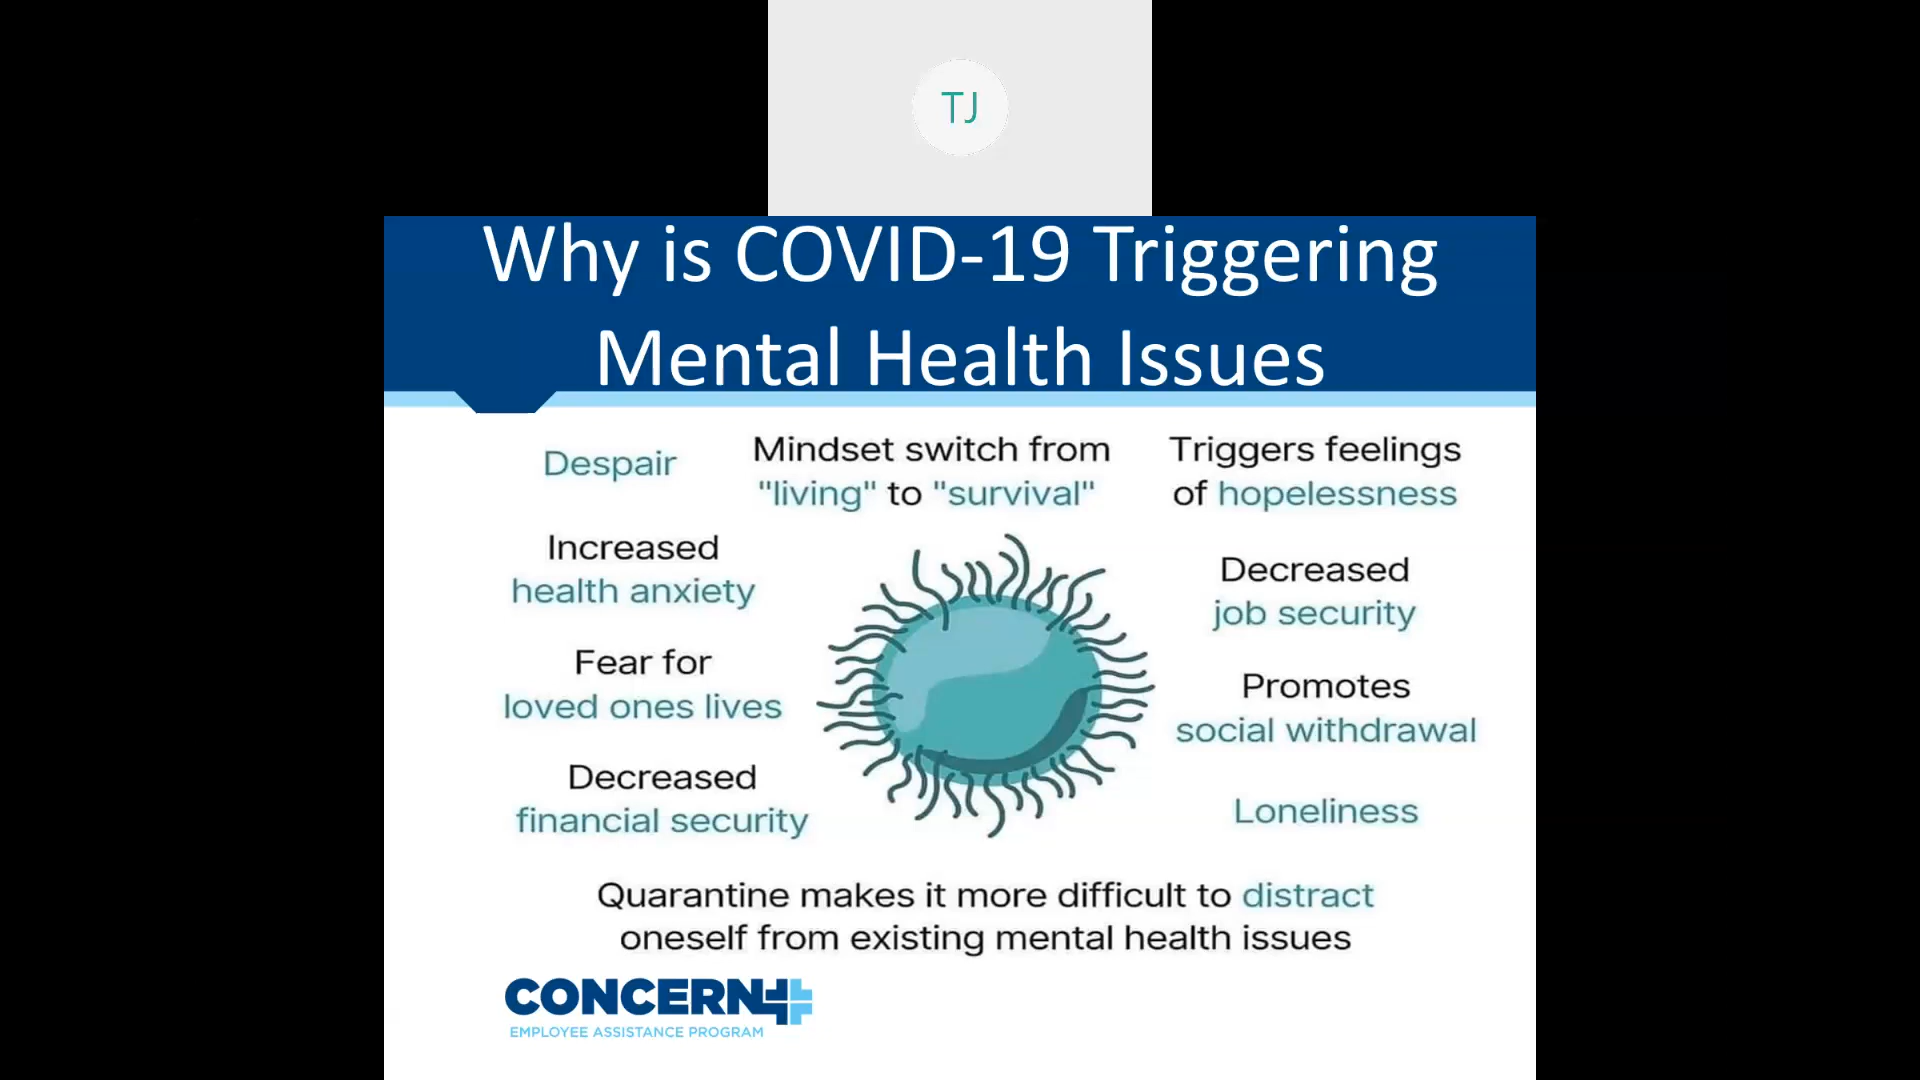 TJ
Why is COVID-19 Triggering
Mental Health Issues
Despair
Mindset switch from
"living" to "survival"
Triggers feelings
of hopelessness
Increased
health anxiety
Decreased
job security
Fear for
loved ones lives
Promotes
social withdrawal
Decreased
financial security
Loneliness
Quarantine makes it more difficult to distract
oneself from existing mental health issues
CONCERN
EMPLOYEE ASSISTANCE PROGRAM